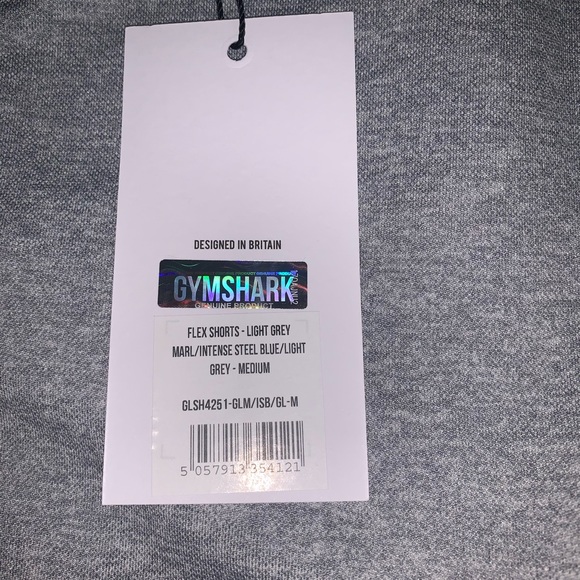 DESIGNED IN BRITAIN
GYMSHARK
GENUINE PRODUCT
FLEX SHORTS - LIGHT GREY
MARL/INTENSE STEEL BLUE/LIGHT
GREY - MEDIUM
GLSH4251-GLM/ISB/GL-M
5 057913 354121